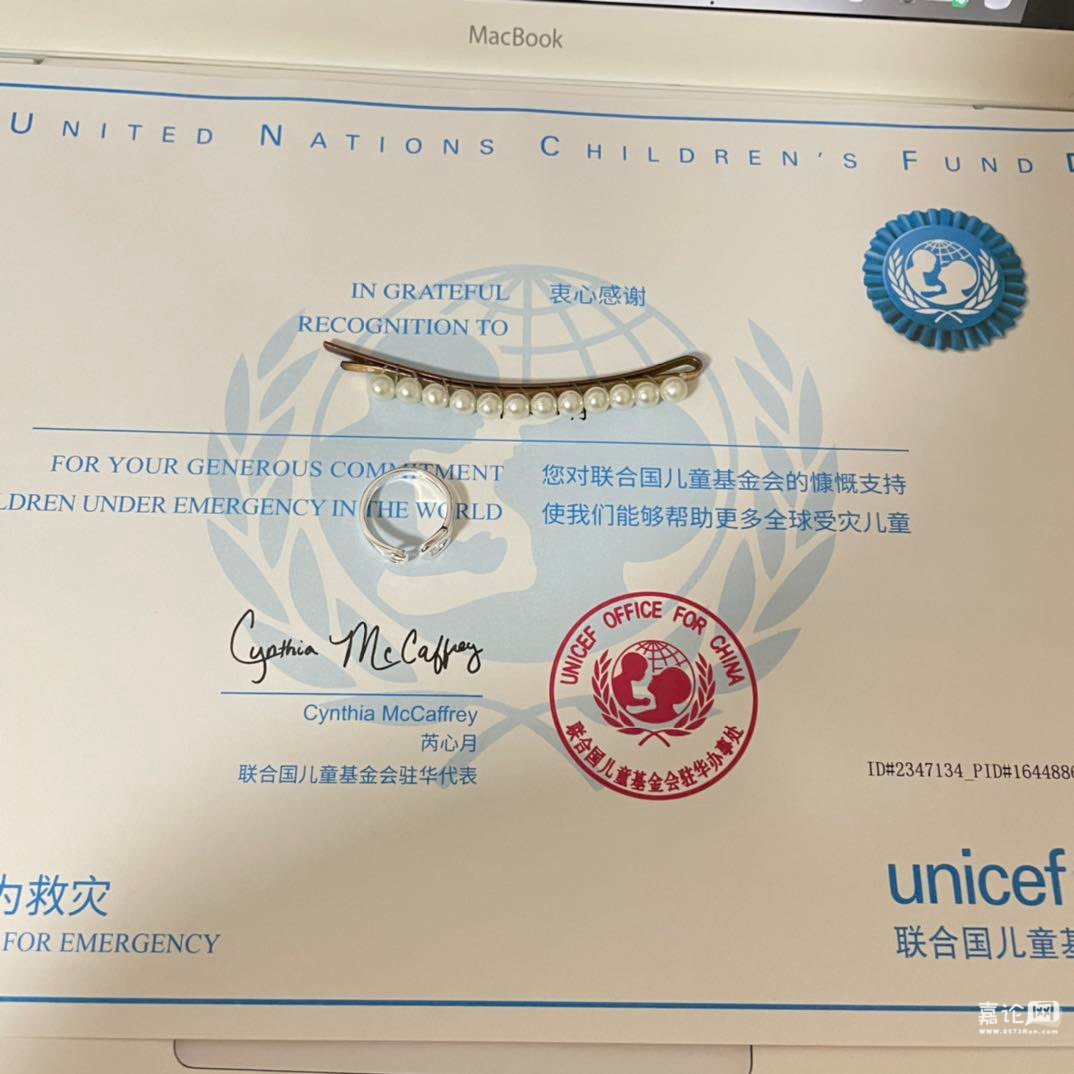 MacBook
UNITED NATIONS CHILDREN'S FUND
IN GRATEFUL
RECOGNITION TO
衷心感谢
FOR YOUR GENEROUS COMMITMENT
LDREN UNDER EMERGENCY IN THE WORLD
您对联合国儿童基金会的慷慨支持
使我们能够帮助更多全球受灾儿童
Cynthia McCaffrey
Cynthia McCaffrey
芮心月
联合国儿童基金会驻华代表
UNICEF OFFICE FOR CHINA
联合国儿童基金会驻华办事处
ID#2347134_PID#164488
为救灾
FOR EMERGENCY
unicef
联合国儿童基
嘉论网
www.0573Ren.com